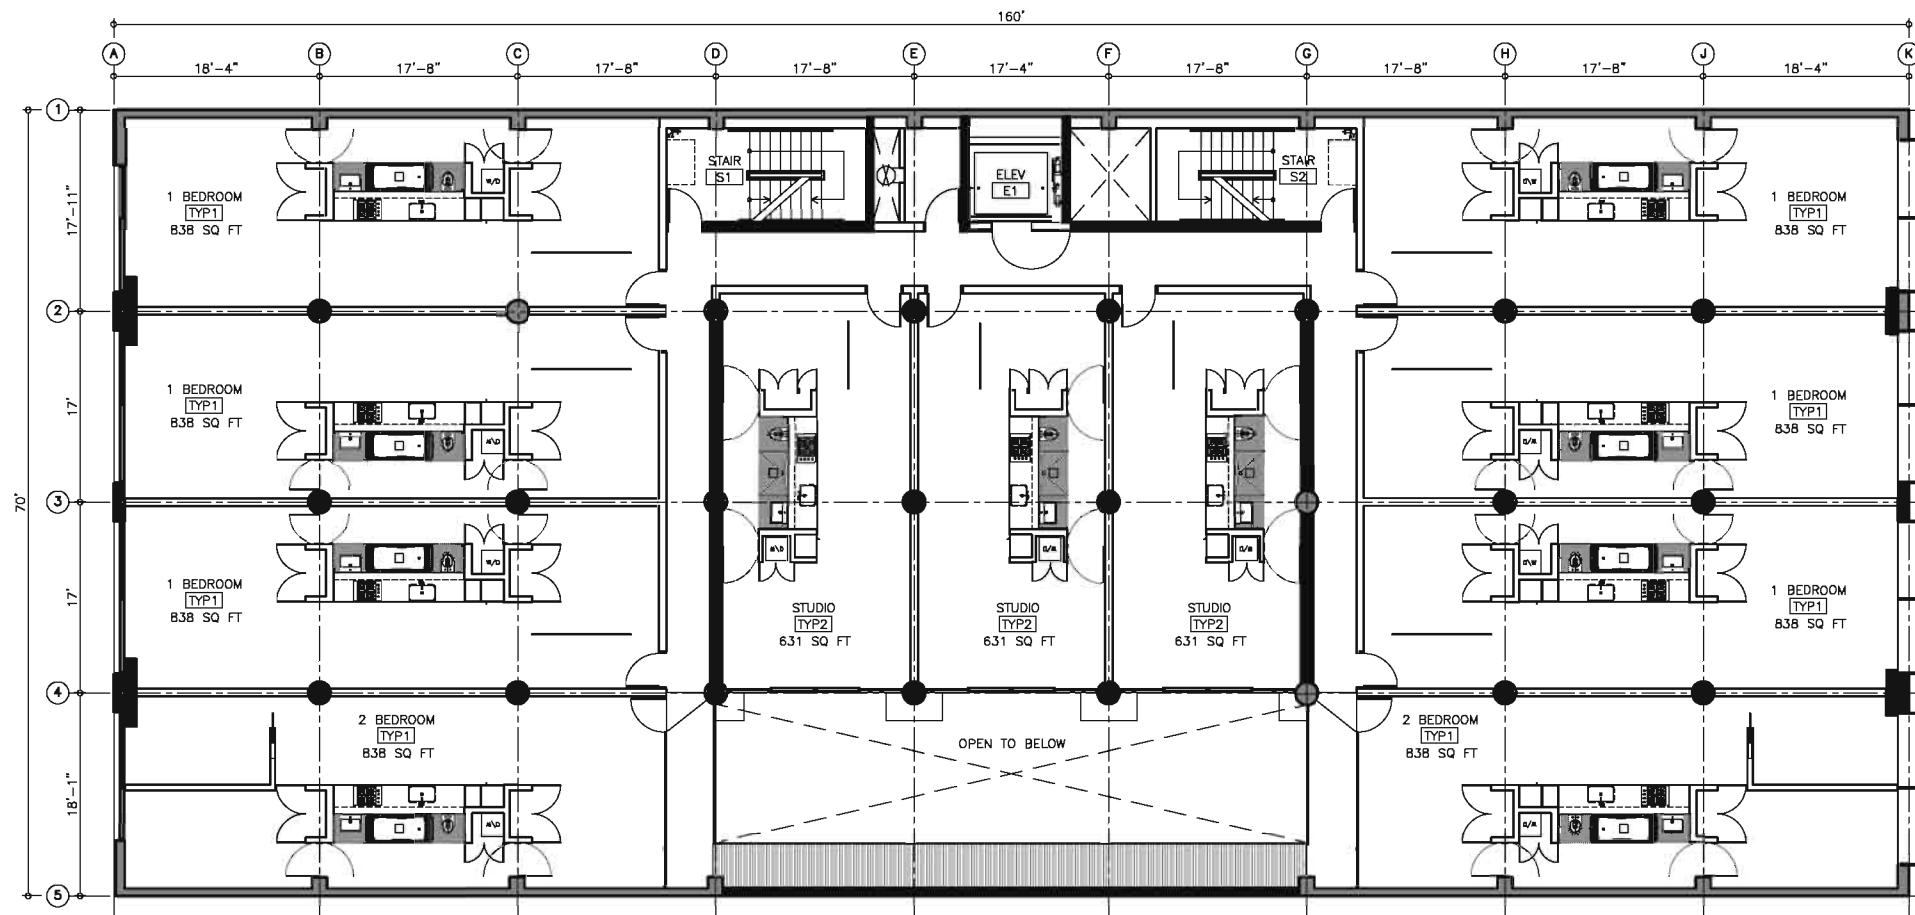 160'
A B C D E F G H J K
18'-4" 17'-8" 17'-8" 17'-8" 17'-4" 17'-8" 17'-8" 17'-8" 18'-4"
1
STAIR
S1
ELEV
E1
STAIR
S2
W/D
1 BEDROOM
TYP1
838 SQ FT
1 BEDROOM
TYP1
838 SQ FT
17'-11"
2
1 BEDROOM
TYP1
838 SQ FT
1 BEDROOM
TYP1
838 SQ FT
17'
70'
3
W/D
1 BEDROOM
TYP1
838 SQ FT
1 BEDROOM
TYP1
838 SQ FT
17'
STUDIO
TYP2
631 SQ FT
STUDIO
TYP2
631 SQ FT
STUDIO
TYP2
631 SQ FT
4
2 BEDROOM
TYP1
838 SQ FT
OPEN TO BELOW
2 BEDROOM
TYP1
838 SQ FT
18'-1"
5